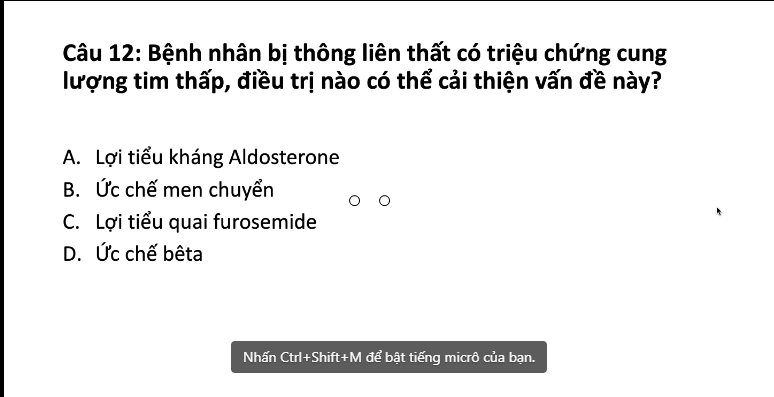 Câu 12: Bệnh nhân bị thông liên thất có triệu chứng cung
lượng tim thấp, điều trị nào có thể cải thiện vấn đề này?
A. Lợi tiểu kháng Aldosterone
B. Ức chế men chuyển
C. Lợi tiểu quai furosemide
D. Ức chế bêta
Nhấn Ctrl+Shift+M để bật tiếng micrô của bạn.